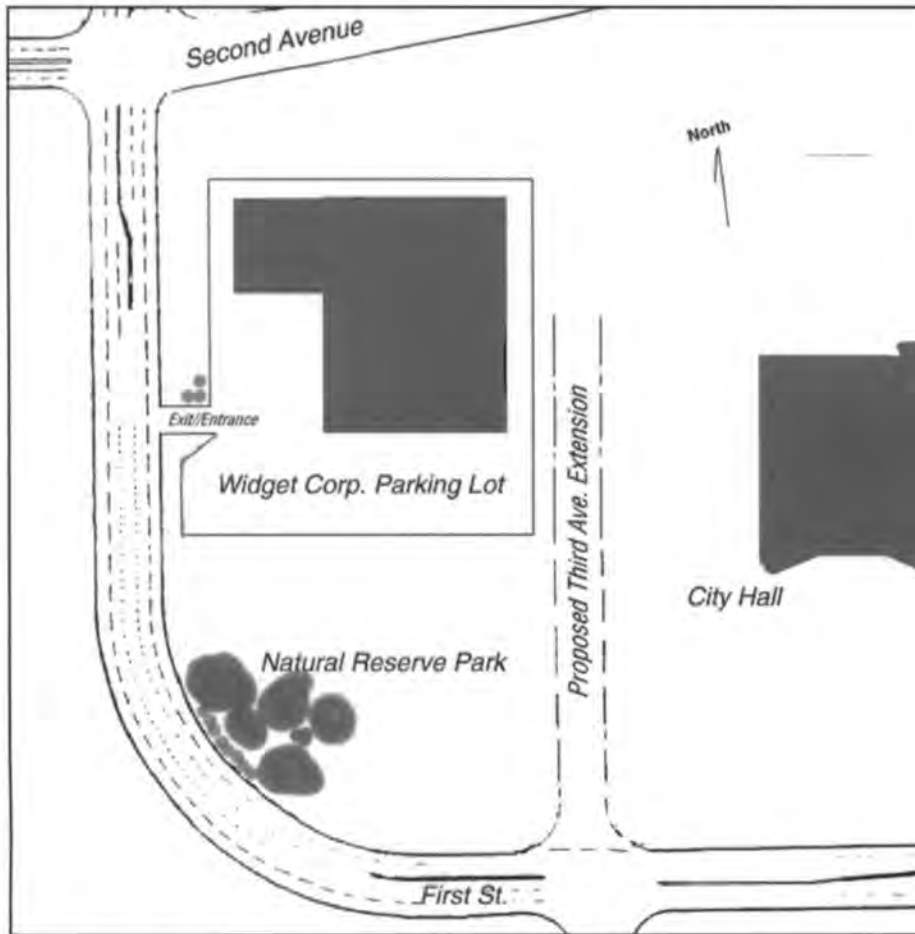 Second Avenue
North
Exit//Entrance
Widget Corp. Parking Lot
Proposed Third Ave. Extension
City Hall
Natural Reserve Park
First St.